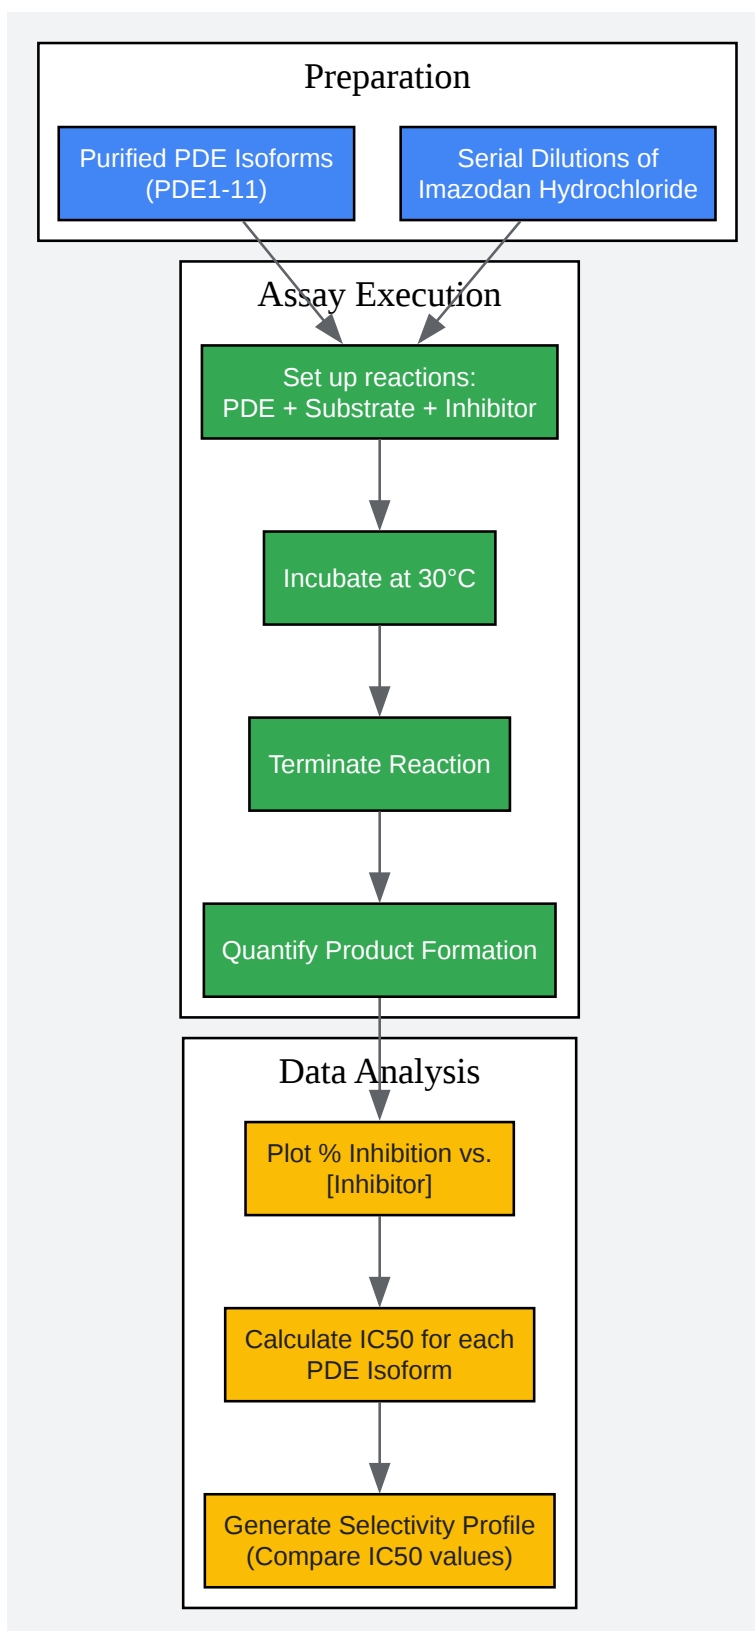 Preparation
Purified PDE Isoforms
(PDE1-11)
Serial Dilutions of
Imazodan Hydrochloride
Assay Execution
Set up reactions:
PDE + Substrate + Inhibitor
Incubate at 30°C
Terminate Reaction
Quantify Product Formation
Data Analysis
Plot % Inhibition vs.
[Inhibitor]
Calculate IC50 for each
PDE Isoform
Generate Selectivity Profile
(Compare IC50 values)